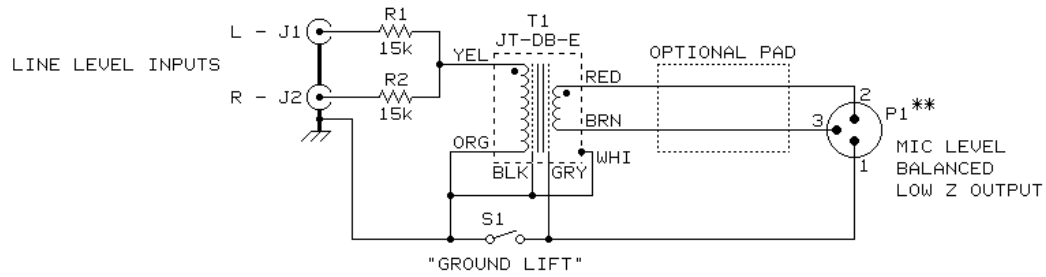 L - J1
R1
15k
LINE LEVEL INPUTS
R - J2
R2
15k
T1
JT-DB-E
YEL
ORG
BLK
GRY
WHI
RED
BRN
OPTIONAL PAD
2
3
1
P1**
MIC LEVEL
BALANCED
LOW Z OUTPUT
S1
"GROUND LIFT"